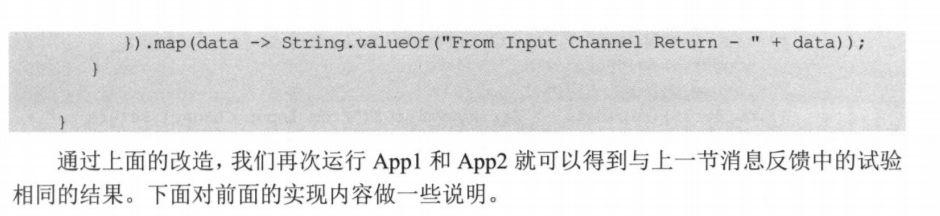 }).map(data -> String.valueOf("From Input Channel Return - " + data));
}
}
通过上面的改造，我们再次运行 App1 和 App2 就可以得到与上一节消息反馈中的试验
相同的结果。下面对前面的实现内容做一些说明。